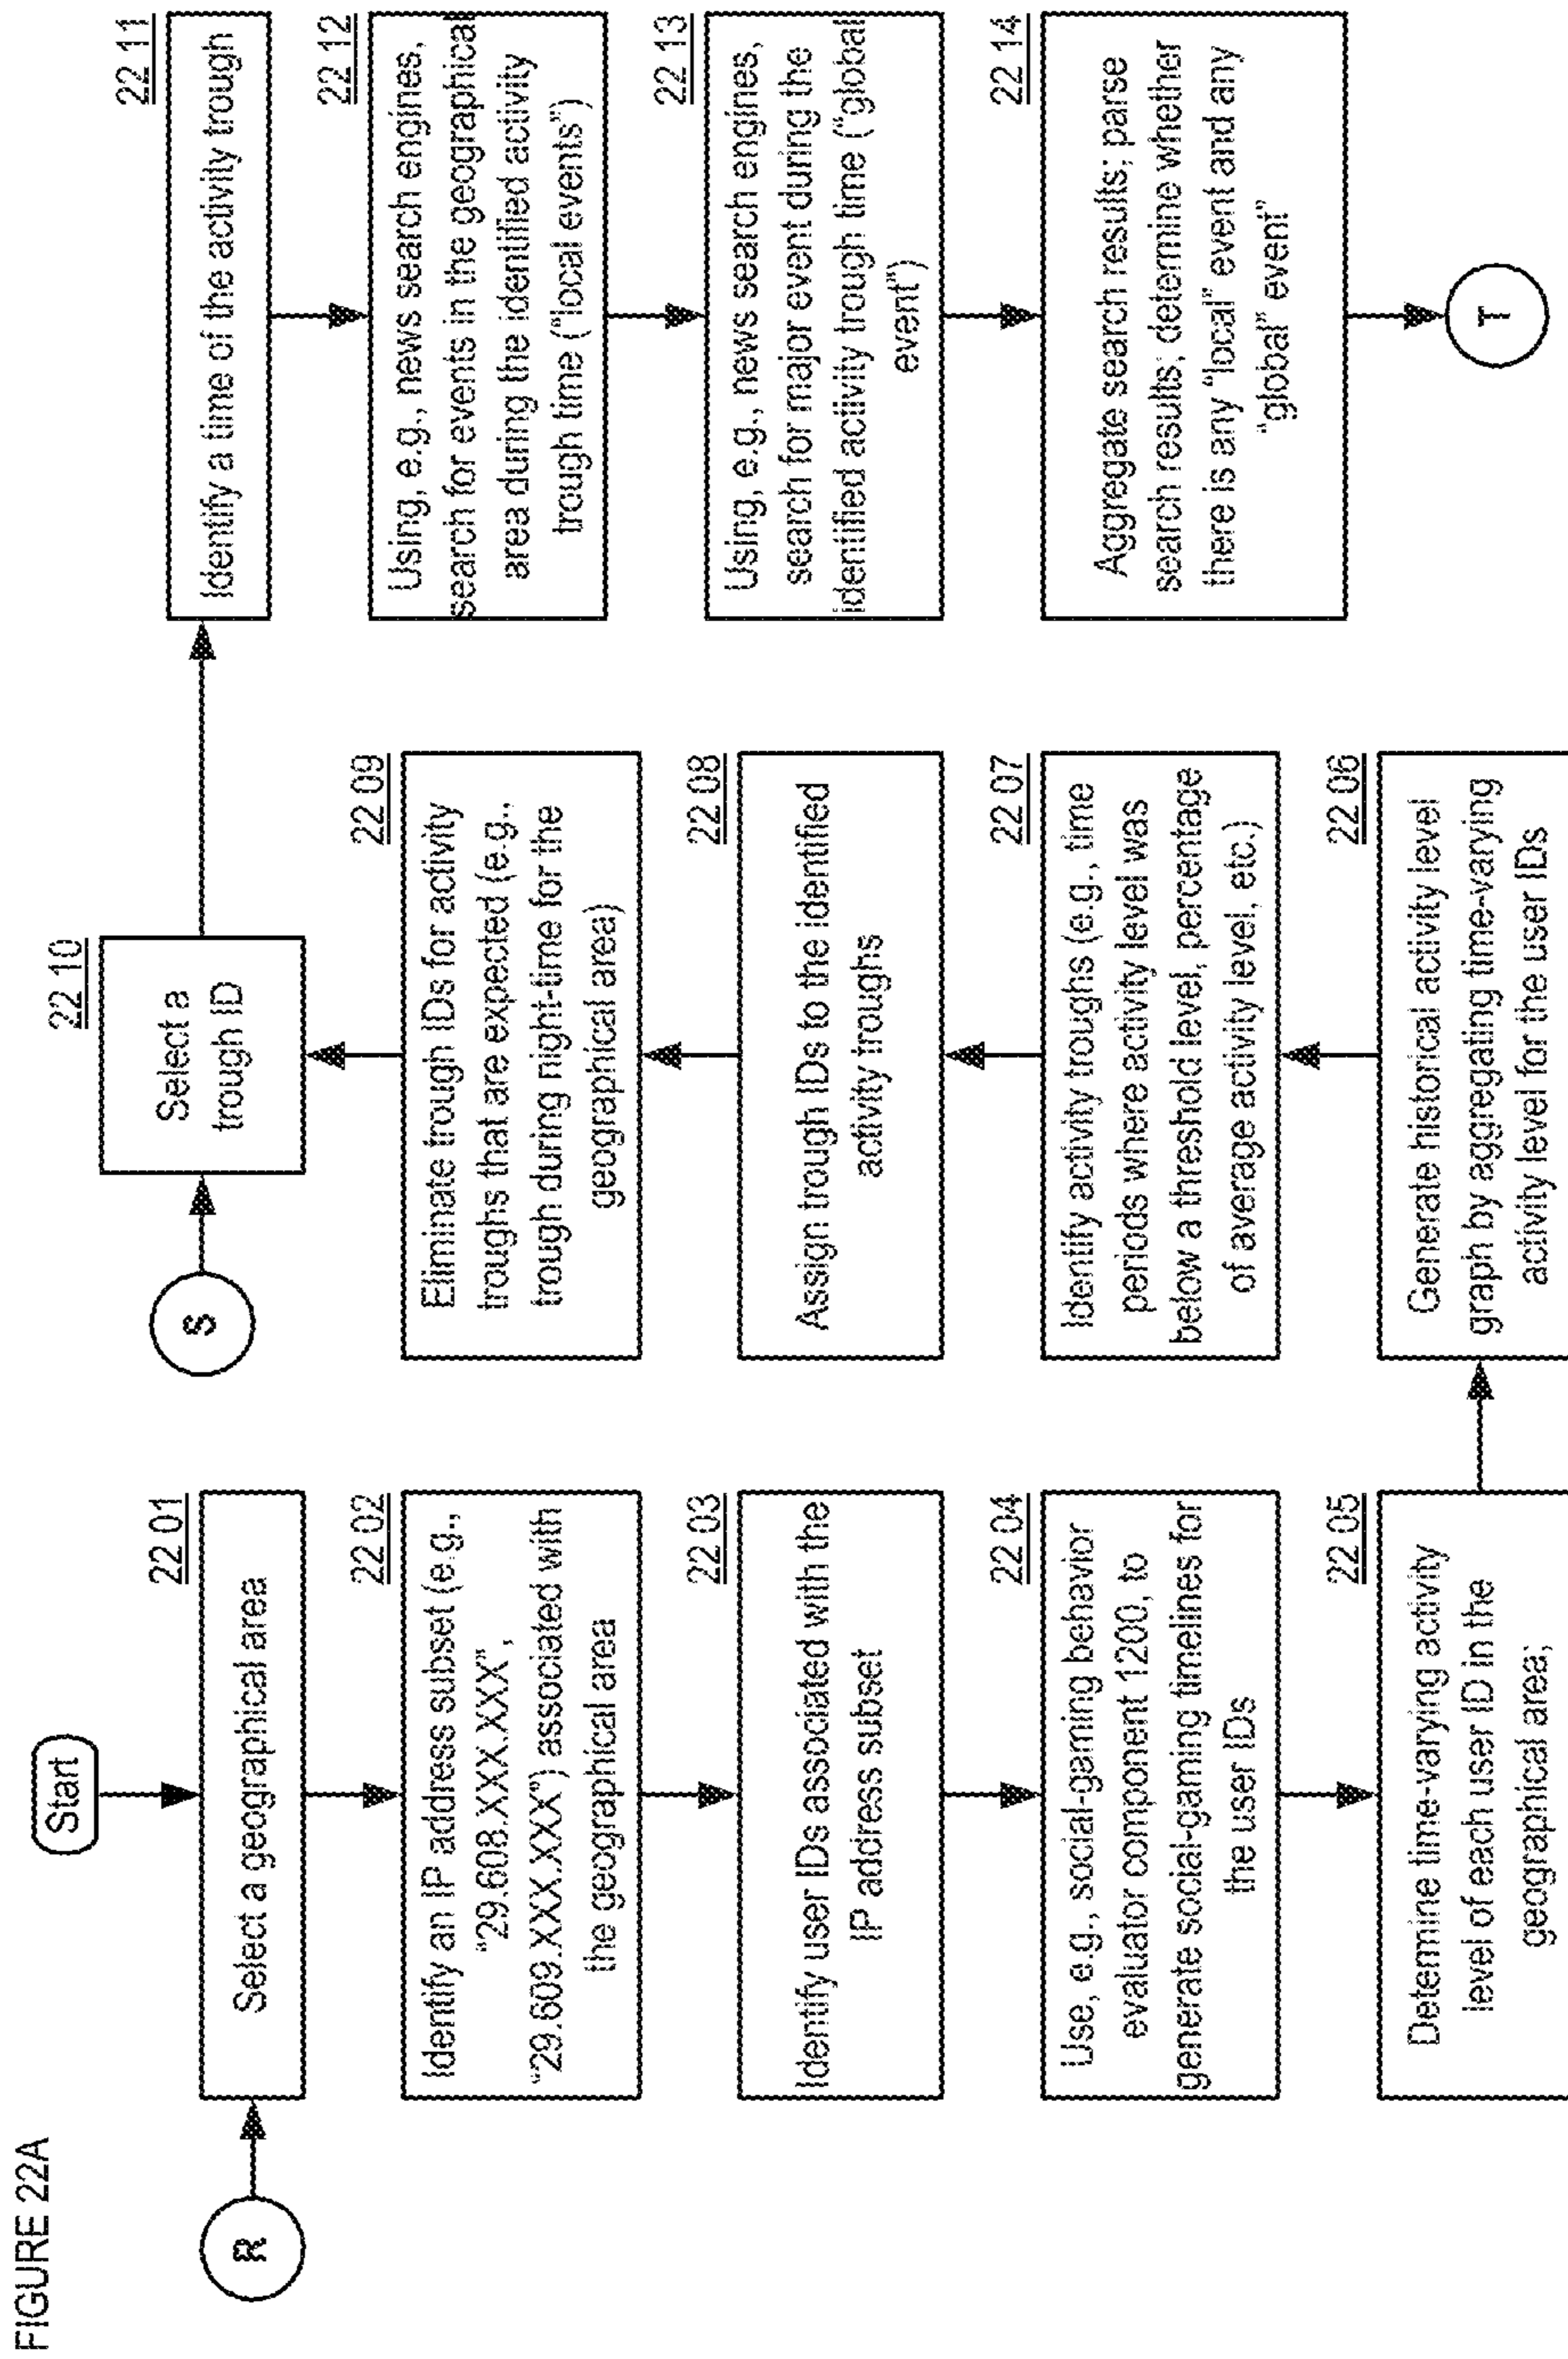 FIGURE 22A
Start
R
22 01
Select a geographical area
22 02
Identify an IP address subset (e.g.,
"29.608.XXX.XXX",
"29.609.XXX.XXX") associated with
the geographical area
22 03
Identify user IDs associated with the
IP address subset
22 04
Use, e.g., social-gaming behavior
evaluator component 1200, to
generate social-gaming timelines for
the user IDs
22 05
Determine time-varying activity
level of each user ID in the
geographical area;
22 06
Generate historical activity level
graph by aggregating time-varying
activity level for the user IDs
22 07
Identify activity troughs (e.g., time
periods where activity level was
below a threshold level, percentage
of average activity level, etc.)
22 08
Assign trough IDs to the identified
activity troughs
22 09
Eliminate trough IDs for activity
troughs that are expected (e.g.,
trough during night-time for the
geographical area)
S
22 10
Select a
trough ID
22 11
Identify a time of the activity trough
22 12
Using, e.g., news search engines,
search for events in the geographical
area during the identified activity
trough time ("local events")
22 13
Using, e.g., news search engines,
search for major event during the
identified activity trough time ("global
event")
22 14
Aggregate search results; parse
search results; determine whether
there is any "local" event and any
"global" event"
T